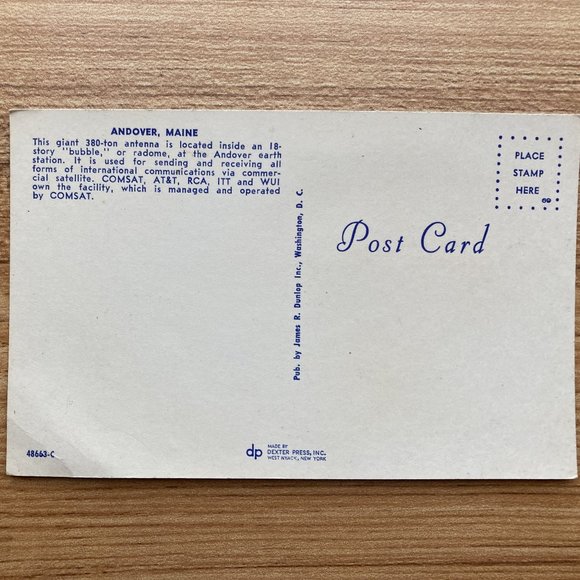 ANDOVER, MAINE
This giant 380-ton antenna is located inside an 18-
story "bubble," or radome, at the Andover earth
station. It is used for sending and receiving all
forms of international communications via commer-
cial satellite. COMSAT, AT&T, RCA, ITT and WUI
own the facility, which is managed and operated
by COMSAT.
48663-C
Pub. by James R. Dunlop Inc., Washington, D. C.
dp
MADE BY
DEXTER PRESS, INC.
WEST NYACK, NEW YORK
PLACE
STAMP
HERE
Post Card